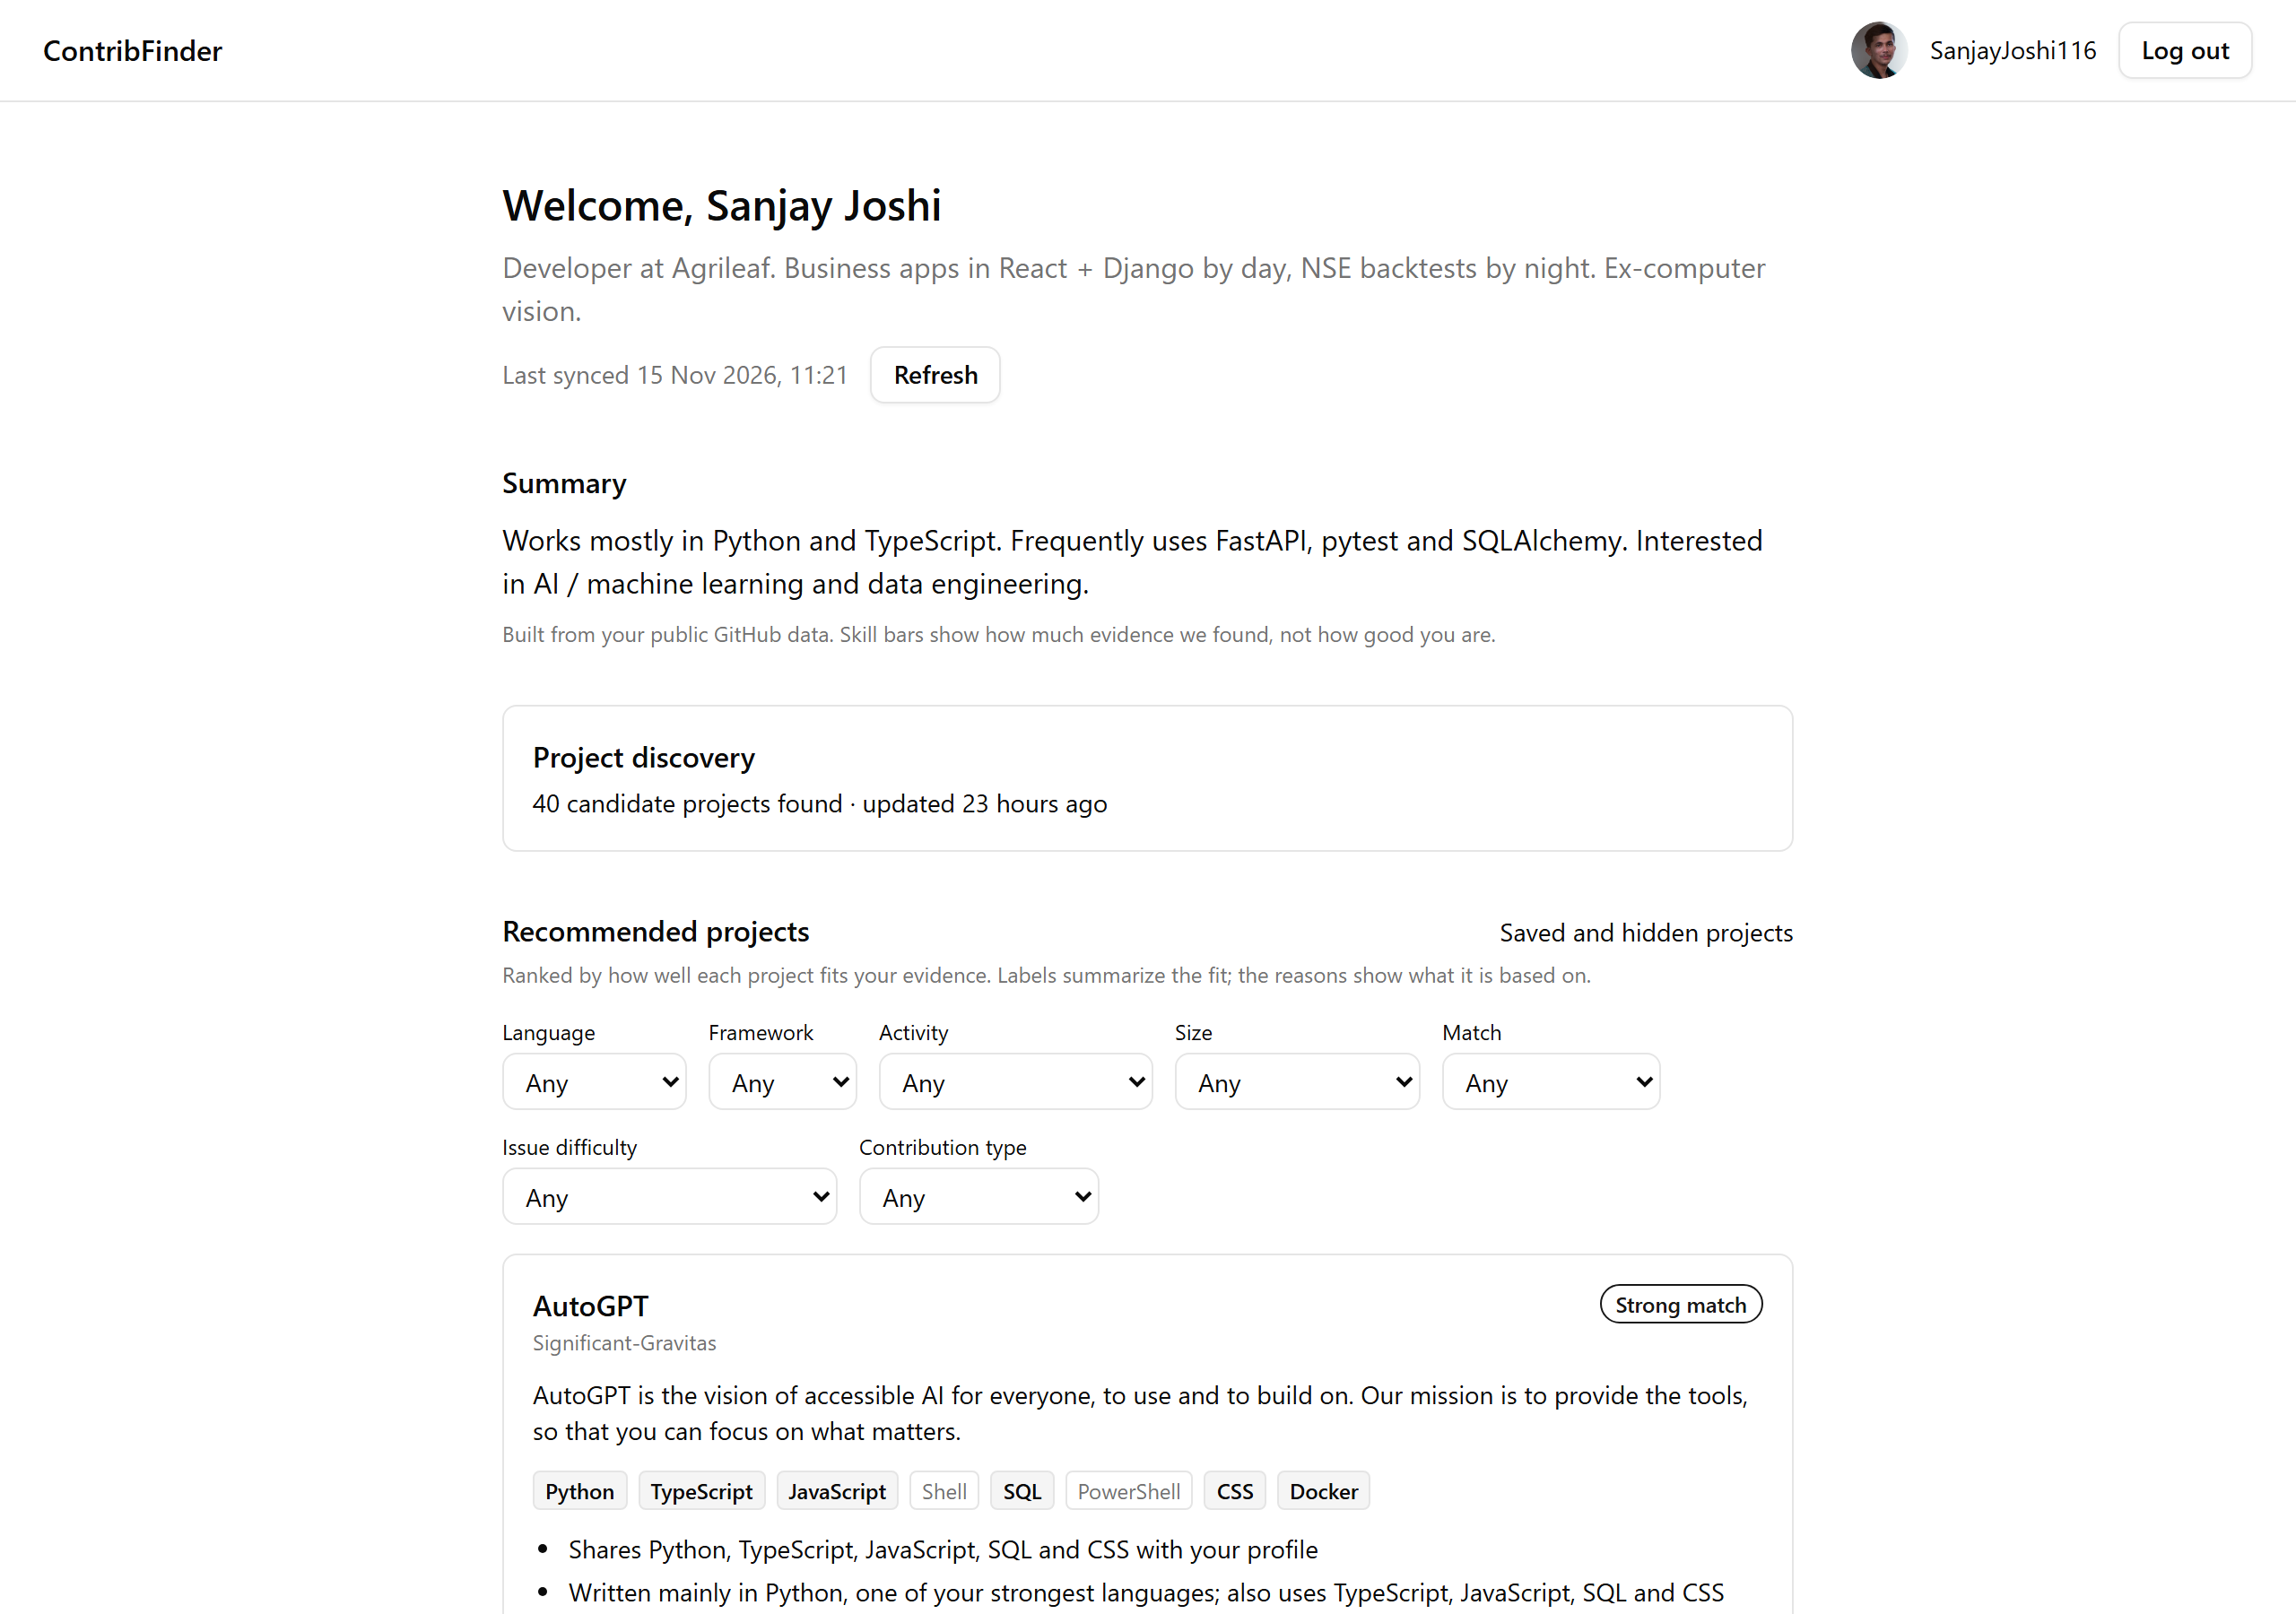 ContribFinder
SanjayJoshi116
Log out
Welcome, Sanjay Joshi
Developer at Agrileaf. Business apps in React + Django by day, NSE backtests by night. Ex-computer
vision.
Last synced 15 Nov 2026, 11:21
Refresh
Summary
Works mostly in Python and TypeScript. Frequently uses FastAPI, pytest and SQLAlchemy. Interested
in AI / machine learning and data engineering.
Built from your public GitHub data. Skill bars show how much evidence we found, not how good you are.
Project discovery
40 candidate projects found · updated 23 hours ago
Recommended projects
Saved and hidden projects
Ranked by how well each project fits your evidence. Labels summarize the fit; the reasons show what it is based on.
Language Framework Activity Size Match
Any Any Any Any Any
Issue difficulty Contribution type
Any Any
AutoGPT
Strong match
Significant-Gravitas
AutoGPT is the vision of accessible AI for everyone, to use and to build on. Our mission is to provide the tools,
so that you can focus on what matters.
Python TypeScript JavaScript Shell SQL PowerShell CSS Docker
• Shares Python, TypeScript, JavaScript, SQL and CSS with your profile
• Written mainly in Python, one of your strongest languages; also uses TypeScript, JavaScript, SQL and CSS